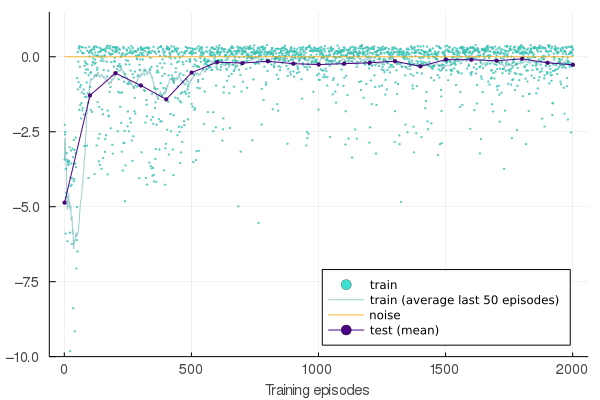 0.0
−2.5
−5.0
−7.5
−10.0
0
500
1000
1500
2000
Training episodes
train
train (average last 50 episodes)
noise
test (mean)